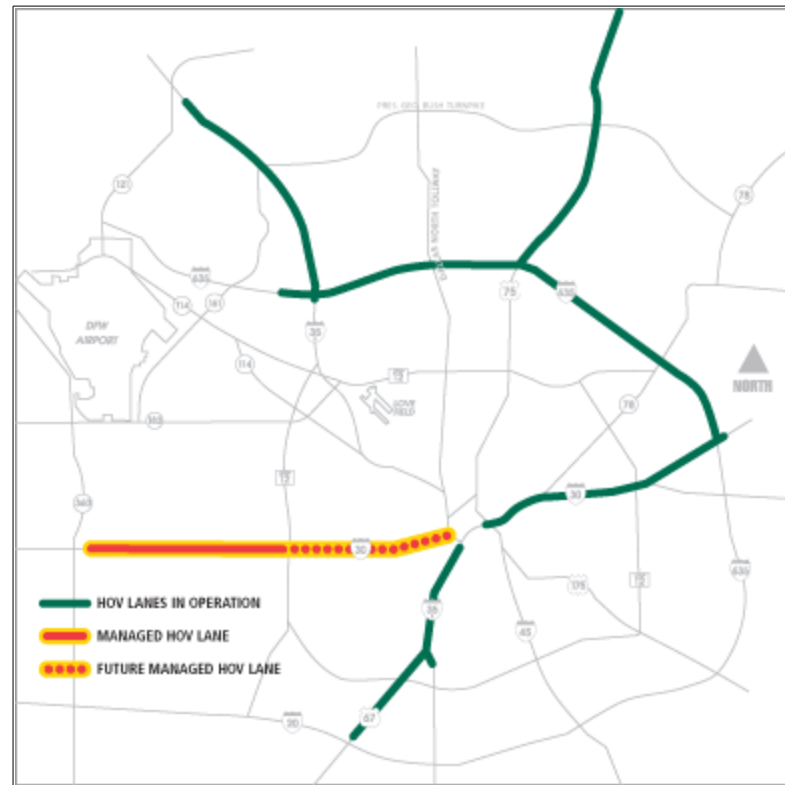 PRES. GEO. BUSH TURNPIKE
121
DALLAS NORTH TOLLWAY
78
635
114
161
75
635
35
DFW
AIRPORT
114
12
NORTH
LOVE
FIELD
78
183
12
360
30
30
635
175
12
HOV LANES IN OPERATION
35
45
MANAGED HOV LANE
FUTURE MANAGED HOV LANE
67
20